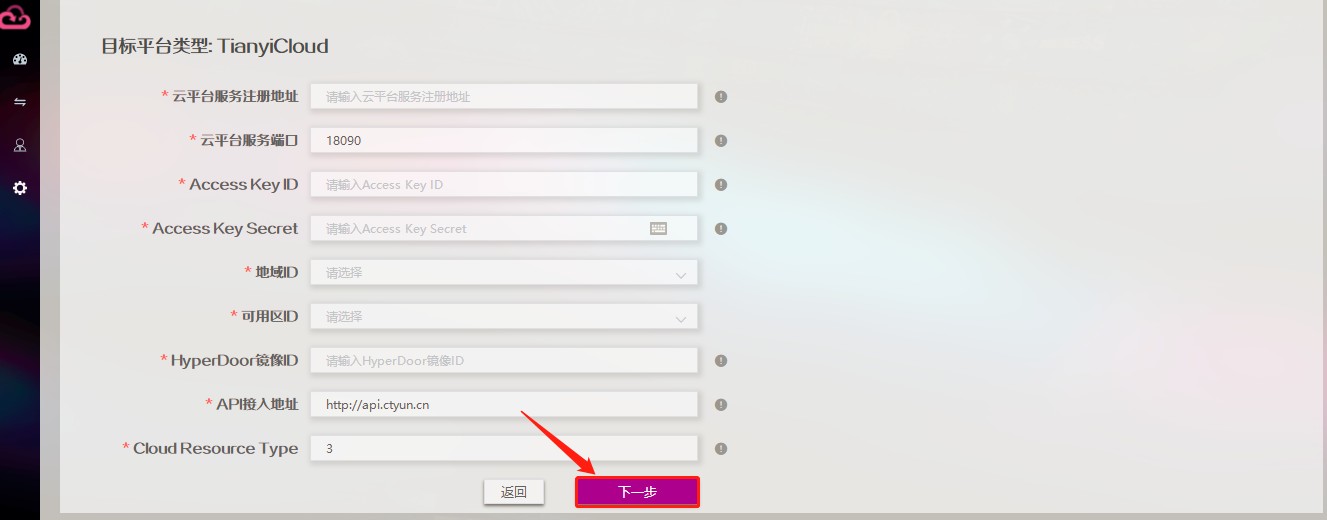 目标平台类型: TianyiCloud
* 云平台服务注册地址 请输入云平台服务注册地址
* 云平台服务端口 18090
* Access Key ID 请输入Access Key ID
* Access Key Secret 请输入Access Key Secret
* 地域ID 请选择
* 可用区ID 请选择
* HyperDoor镜像ID 请输入HyperDoor镜像ID
* API接入地址 http://api.ctyun.cn
* Cloud Resource Type 3
返回 下一步